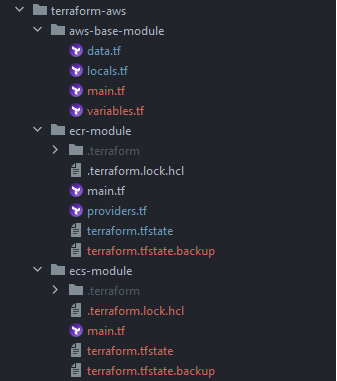 terraform-aws
aws-base-module
data.tf
locals.tf
main.tf
variables.tf
ecr-module
.terraform
.terraform.lock.hcl
main.tf
providers.tf
terraform.tfstate
terraform.tfstate.backup
ecs-module
.terraform
.terraform.lock.hcl
main.tf
terraform.tfstate
terraform.tfstate.backup